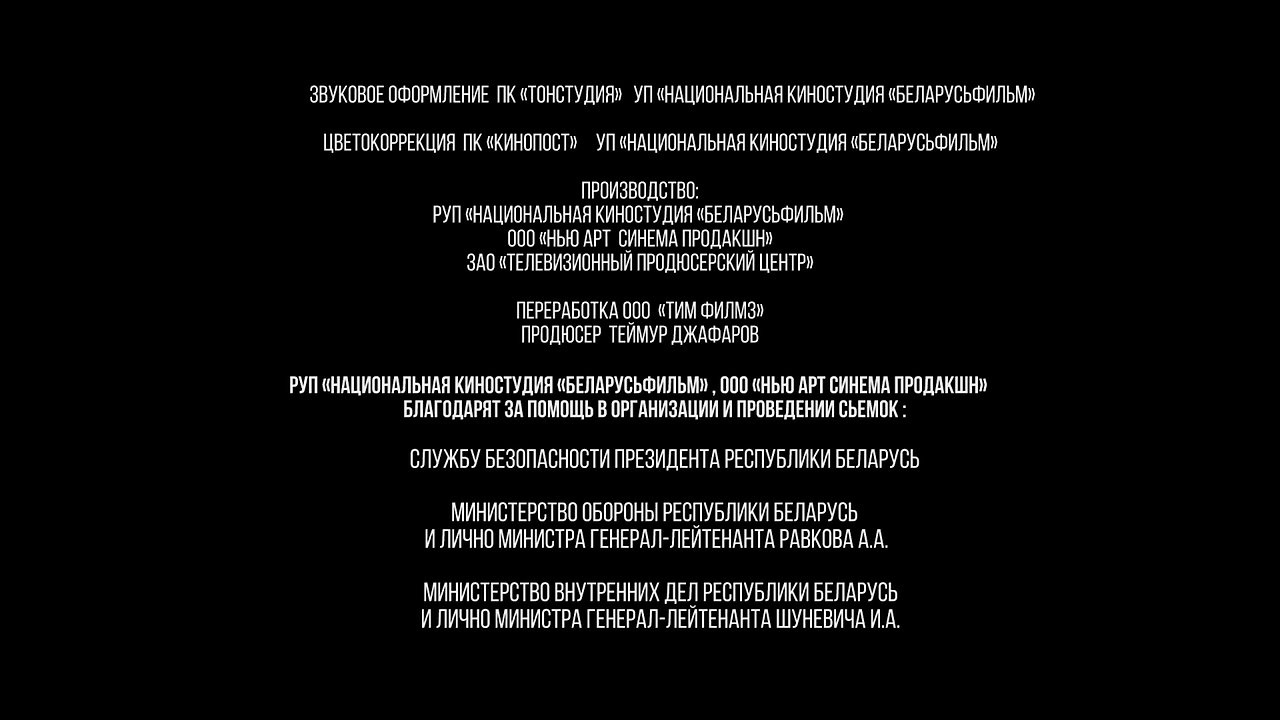 ЗВУКОВОЕ ОФОРМЛЕНИЕ ПК «ТОНСТУДИЯ» УП «НАЦИОНАЛЬНАЯ КИНОСТУДИЯ «БЕЛАРУСЬФИЛЬМ»
ЦВЕТОКОРРЕКЦИЯ ПК «КИНОПОСТ» УП «НАЦИОНАЛЬНАЯ КИНОСТУДИЯ «БЕЛАРУСЬФИЛЬМ»
ПРОИЗВОДСТВО:
РУП «НАЦИОНАЛЬНАЯ КИНОСТУДИЯ «БЕЛАРУСЬФИЛЬМ»
ООО «НЬЮ АРТ СИНЕМА ПРОДАКШН»
ЗАО «ТЕЛЕВИЗИОННЫЙ ПРОДЮСЕРСКИЙ ЦЕНТР»
ПЕРЕРАБОТКА ООО «ТИМ ФИЛМЗ»
ПРОДЮСЕР ТЕЙМУР ДЖАФАРОВ
РУП «НАЦИОНАЛЬНАЯ КИНОСТУДИЯ «БЕЛАРУСЬФИЛЬМ» , ООО «НЬЮ АРТ СИНЕМА ПРОДАКШН»
БЛАГОДАРЯТ ЗА ПОМОЩЬ В ОРГАНИЗАЦИИ И ПРОВЕДЕНИИ СЬЕМОК :
СЛУЖБУ БЕЗОПАСНОСТИ ПРЕЗИДЕНТА РЕСПУБЛИКИ БЕЛАРУСЬ
МИНИСТЕРСТВО ОБОРОНЫ РЕСПУБЛИКИ БЕЛАРУСЬ
И ЛИЧНО МИНИСТРА ГЕНЕРАЛ-ЛЕЙТЕНАНТА РАВКОВА А.А.
МИНИСТЕРСТВО ВНУТРЕННИХ ДЕЛ РЕСПУБЛИКИ БЕЛАРУСЬ
И ЛИЧНО МИНИСТРА ГЕНЕРАЛ-ЛЕЙТЕНАНТА ШУНЕВИЧА И.А.